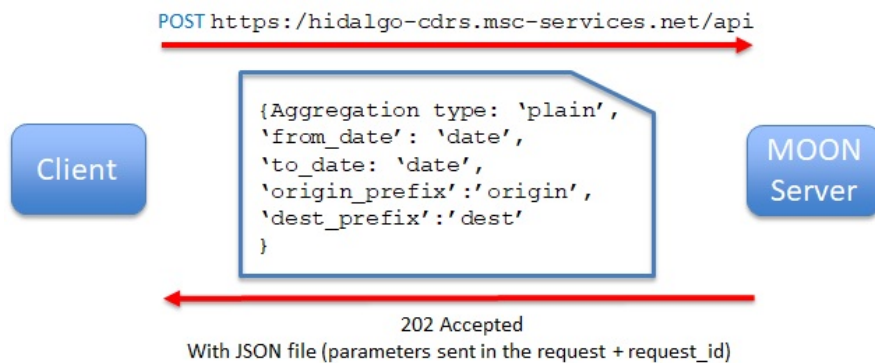 POST https:/hidalgo-cdrs.msc-services.net/api
{Aggregation type: ‘plain’,
‘from_date’: ‘date’,
‘to_date: ‘date’,
‘origin_prefix’:’origin’,
‘dest_prefix’:’dest’
}
Client
MOON
Server
202 Accepted
With JSON file (parameters sent in the request + request_id)